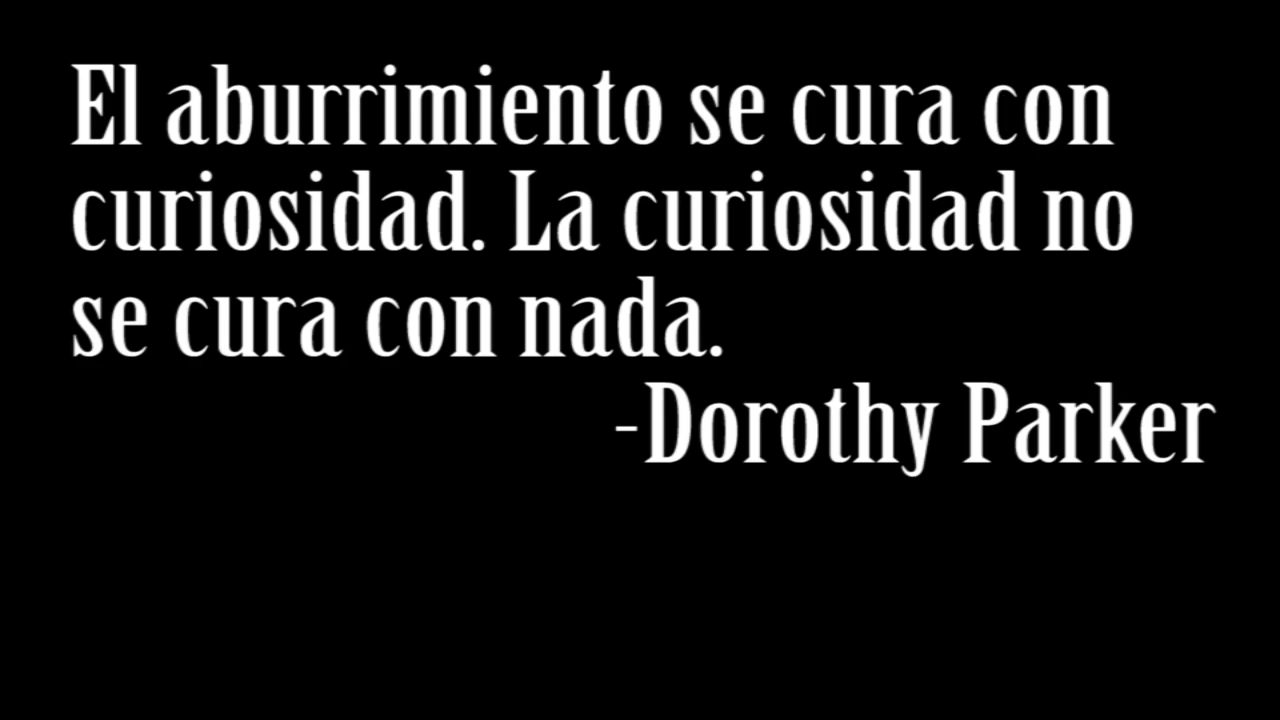 El aburrimiento se cura con
curiosidad. La curiosidad no
se cura con nada.
-Dorothy Parker